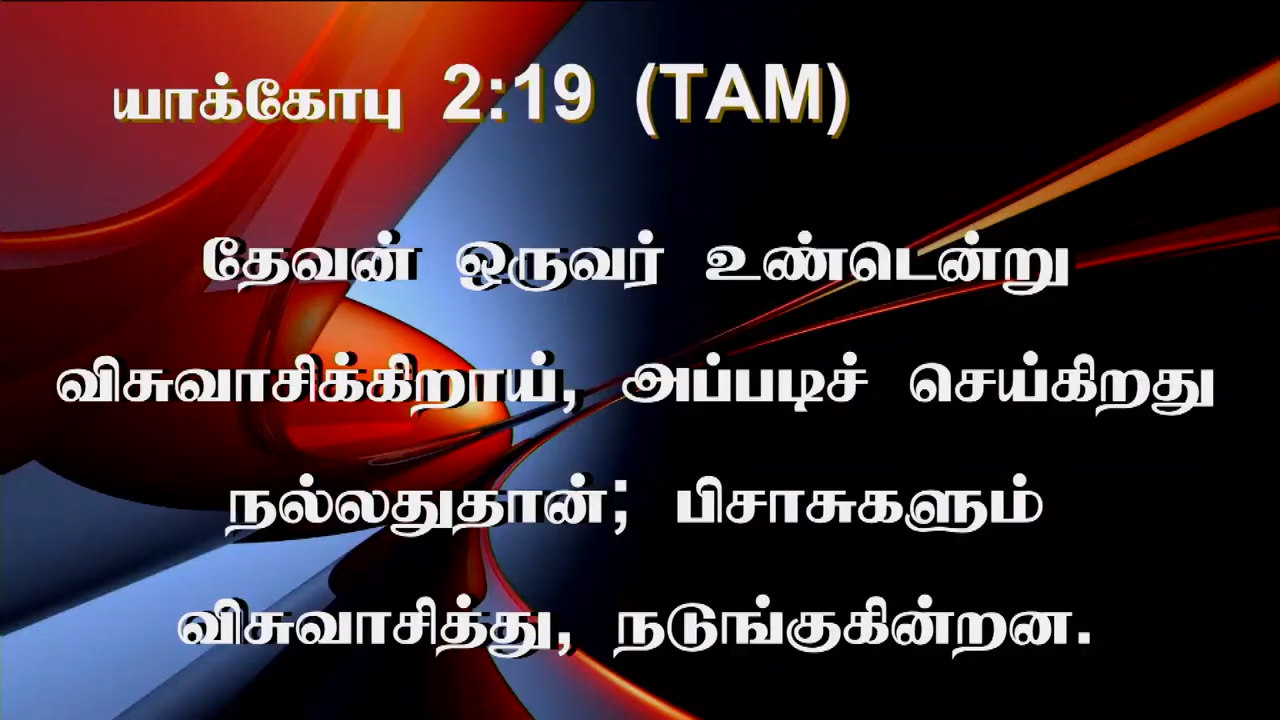 யாக்கோபு 2:19 (TAM)
தேவன் ஒருவர் உண்டென்று
விசுவாசிக்கிறாய், அப்படிச் செய்கிறது
நல்லதுதான்; பிசாசுகளும்
விசுவாசித்து, நடுங்குகின்றன.